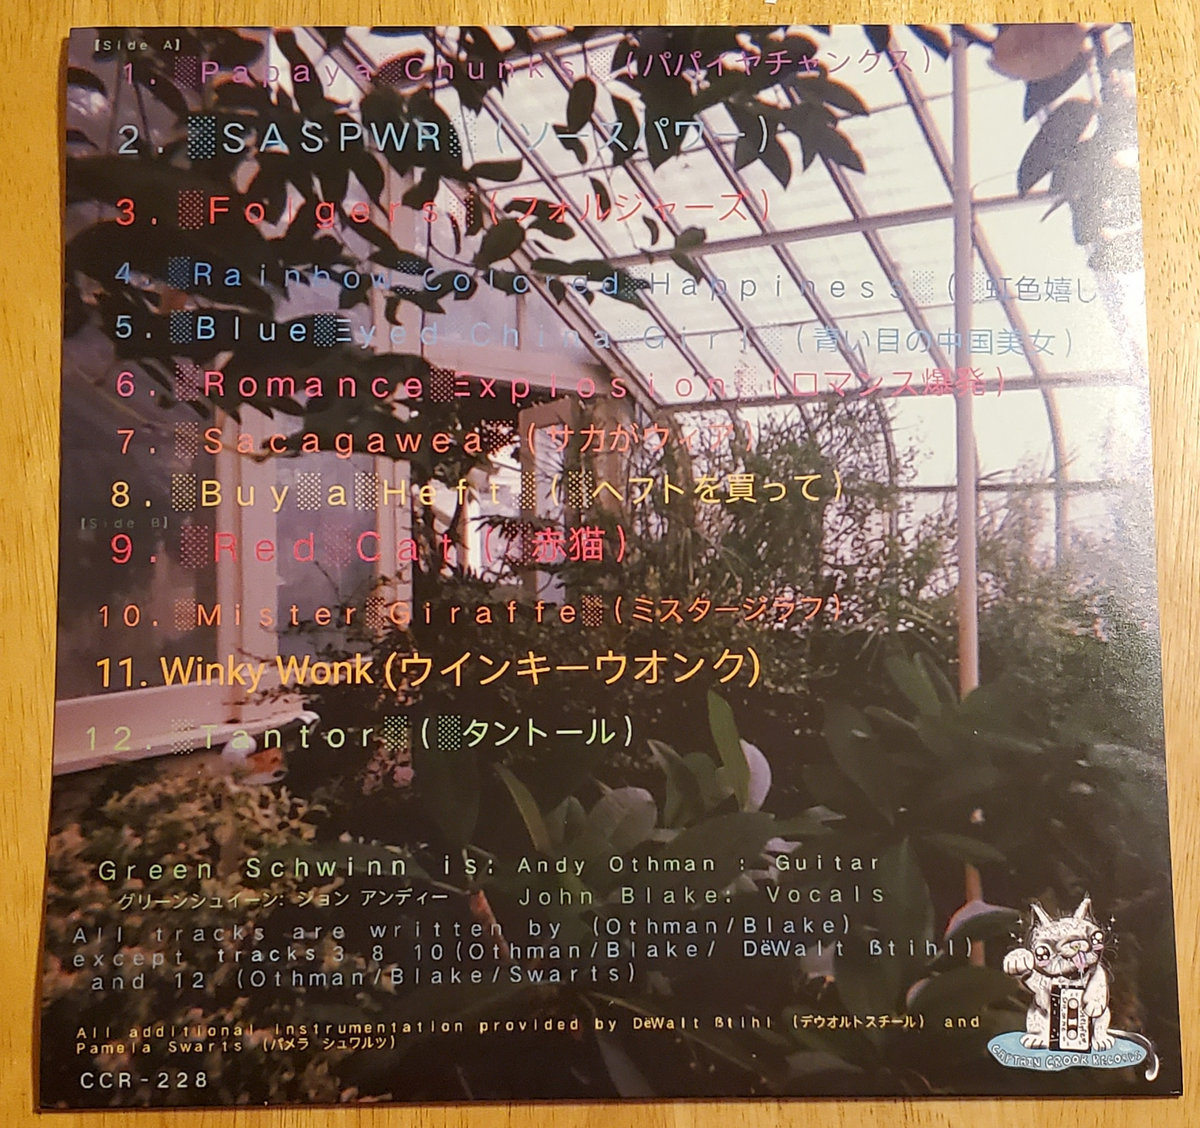 【Side A】
1. ░Papaya░Chunks░ (パパイヤチャンクス)
2. ░SASPWR░ (ソースパワー)
3. ░Folgers░ (フォルジャーズ)
4. ░Rainbow░Colored░Happiness░ (░虹色嬉し
5. ░Blue░Ξyed░China░Girl░ (青い目の中国美女)
6. ░Romance░Ξxplosion░ (ロマンス爆発)
7. ░Sacagawea░ (サカガウィア)
8. ░Buy░a░Heft░ (░ヘフトを買って)
【Side B】
9. ░Red░Cat (░赤猫)
10. ░Mister░Giraffe░ (ミスタージラフ)
11. Winky Wonk (ウインキーウオンク)
12. ░Tantor░ (░タントール)
Green Schwinn is: Andy Othman : Guitar
グリーンシュイーン: ジョン アンディー John Blake: Vocals
All tracks are written by (Othman/Blake)
except tracks 3 8 10 (Othman/Blake/ DëWalt ßtihl)
and 12 (Othman/Blake/Swarts)
All additional instrumentation provided by DëWalt ßtihl (デウオルトスチール) and
Pamela Swarts (パメラ シュワルツ)
CCR-228
CAPTAIN CROOK RECORDS